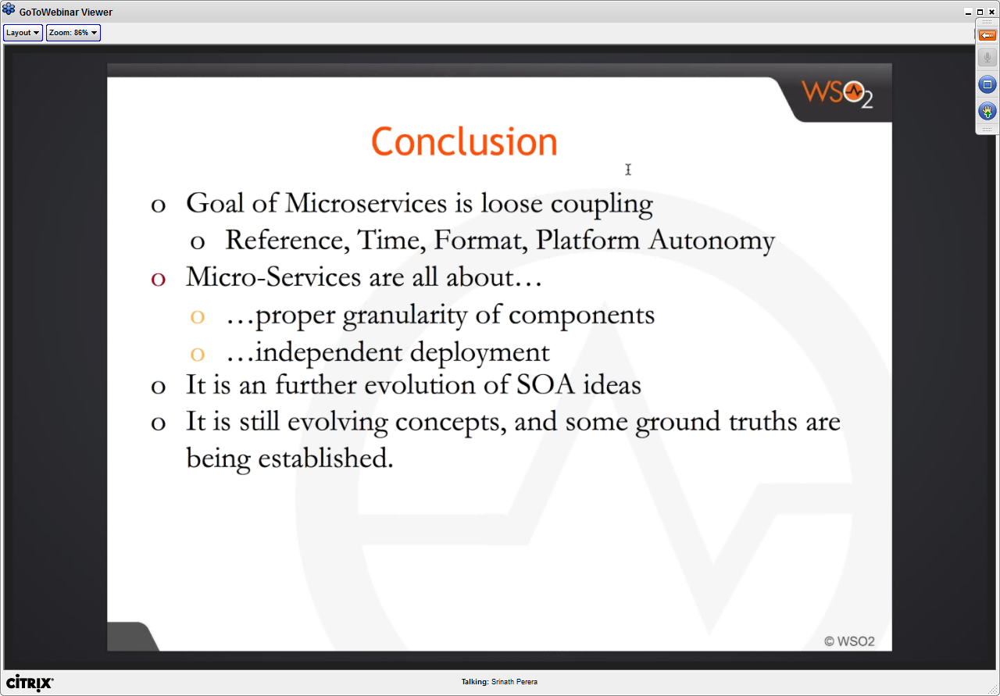 GoToWebinar Viewer
Layout
Zoom: 86%
WSO2
Conclusion
o Goal of Microservices is loose coupling
o Reference, Time, Format, Platform Autonomy
o Micro-Services are all about…
o …proper granularity of components
o …independent deployment
o It is an further evolution of SOA ideas
o It is still evolving concepts, and some ground truths are
being established.
© WSO2
CITRIX®
Talking: Srinath Perera